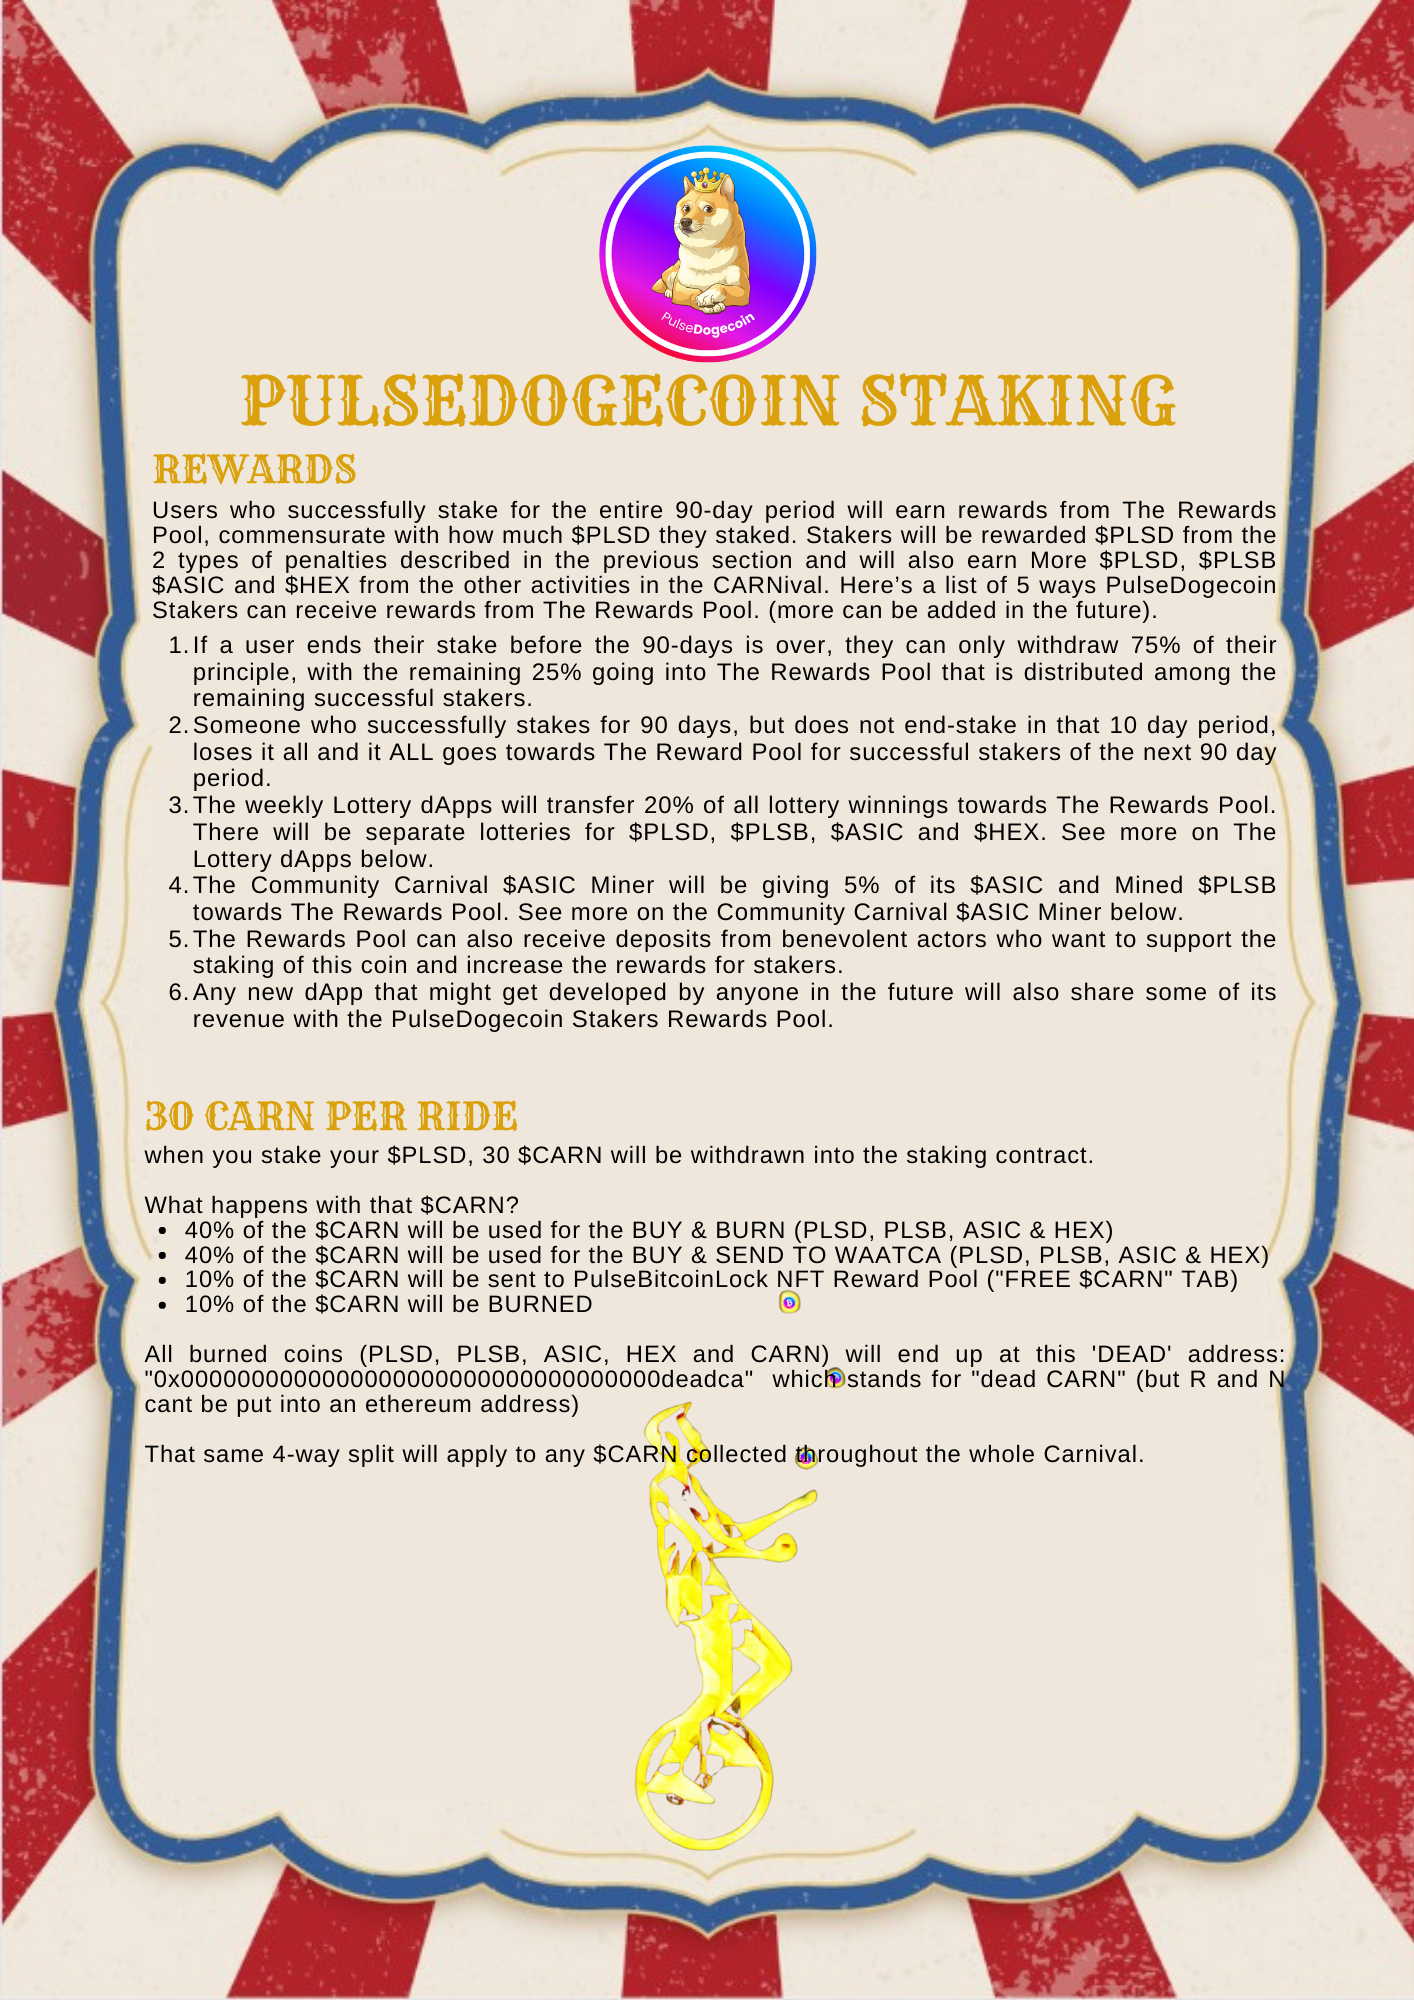 PulseDogecoin
PULSEDOGECOIN STAKING
REWARDS
Users who successfully stake for the entire 90-day period will earn rewards from The Rewards
Pool, commensurate with how much $PLSD they staked. Stakers will be rewarded $PLSD from the
2 types of penalties described in the previous section and will also earn More $PLSD, $PLSB
$ASIC and $HEX from the other activities in the CARNival. Here’s a list of 5 ways PulseDogecoin
Stakers can receive rewards from The Rewards Pool. (more can be added in the future).
1. If a user ends their stake before the 90-days is over, they can only withdraw 75% of their
principle, with the remaining 25% going into The Rewards Pool that is distributed among the
remaining successful stakers.
2. Someone who successfully stakes for 90 days, but does not end-stake in that 10 day period,
loses it all and it ALL goes towards The Reward Pool for successful stakers of the next 90 day
period.
3. The weekly Lottery dApps will transfer 20% of all lottery winnings towards The Rewards Pool.
There will be separate lotteries for $PLSD, $PLSB, $ASIC and $HEX. See more on The
Lottery dApps below.
4. The Community Carnival $ASIC Miner will be giving 5% of its $ASIC and Mined $PLSB
towards The Rewards Pool. See more on the Community Carnival $ASIC Miner below.
5. The Rewards Pool can also receive deposits from benevolent actors who want to support the
staking of this coin and increase the rewards for stakers.
6. Any new dApp that might get developed by anyone in the future will also share some of its
revenue with the PulseDogecoin Stakers Rewards Pool.
30 CARN PER RIDE
when you stake your $PLSD, 30 $CARN will be withdrawn into the staking contract.
What happens with that $CARN?
• 40% of the $CARN will be used for the BUY & BURN (PLSD, PLSB, ASIC & HEX)
• 40% of the $CARN will be used for the BUY & SEND TO WAATCA (PLSD, PLSB, ASIC & HEX)
• 10% of the $CARN will be sent to PulseBitcoinLock NFT Reward Pool ("FREE $CARN" TAB)
• 10% of the $CARN will be BURNED
All burned coins (PLSD, PLSB, ASIC, HEX and CARN) will end up at this 'DEAD' address:
"0x0000000000000000000000000000000000deadca" which stands for "dead CARN" (but R and N
cant be put into an ethereum address)
That same 4-way split will apply to any $CARN collected throughout the whole Carnival.